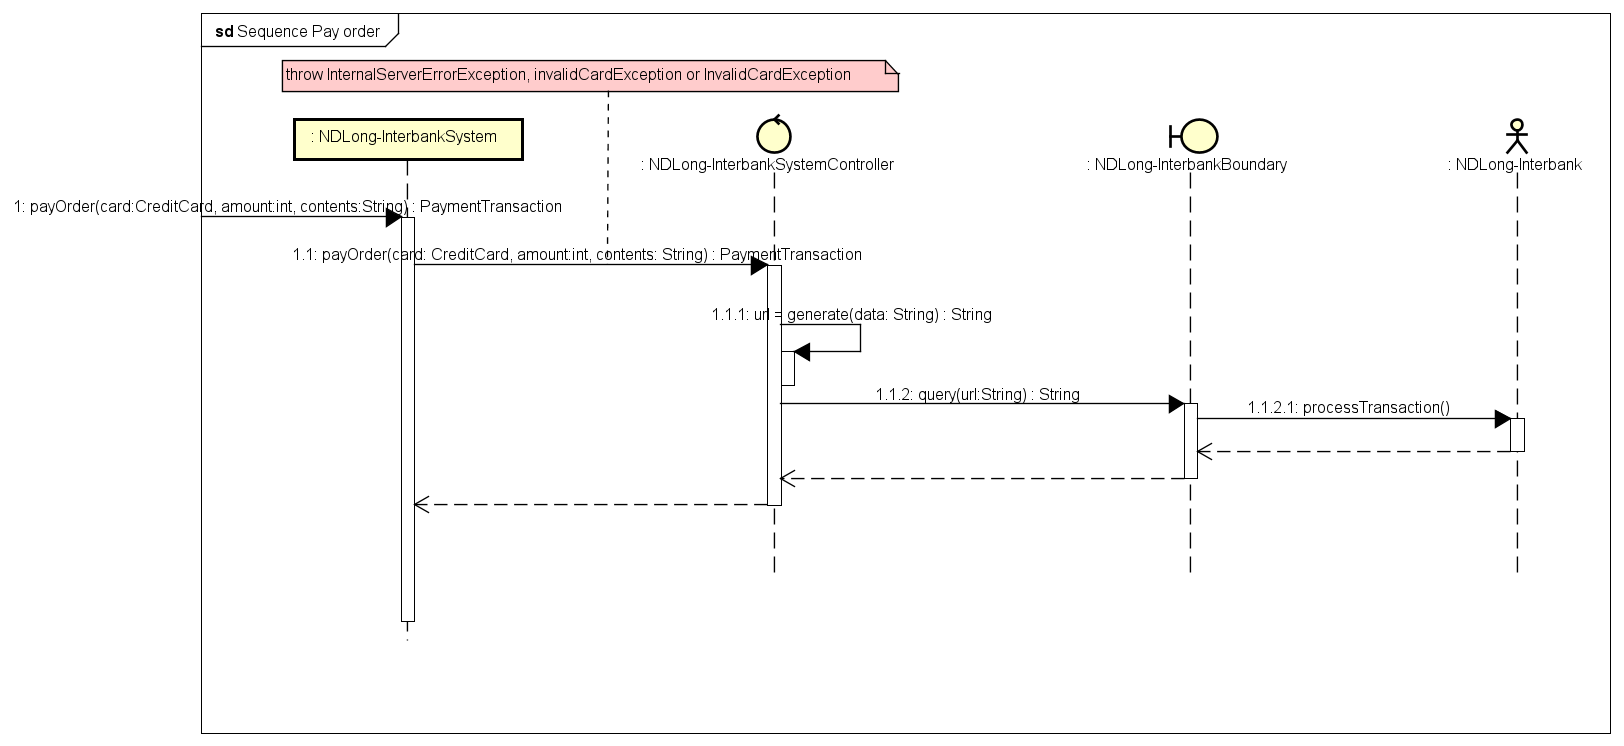 sd Sequence Pay order
throw InternalServerErrorException, invalidCardException or InvalidCardException
: NDLong-InterbankSystem
: NDLong-InterbankSystemController
: NDLong-InterbankBoundary
: NDLong-Interbank
1: payOrder(card:CreditCard, amount:int, contents:String) : PaymentTransaction
1.1: payOrder(card: CreditCard, amount:int, contents: String) : PaymentTransaction
1.1.1: url = generate(data: String) : String
1.1.2: query(url:String) : String
1.1.2.1: processTransaction()